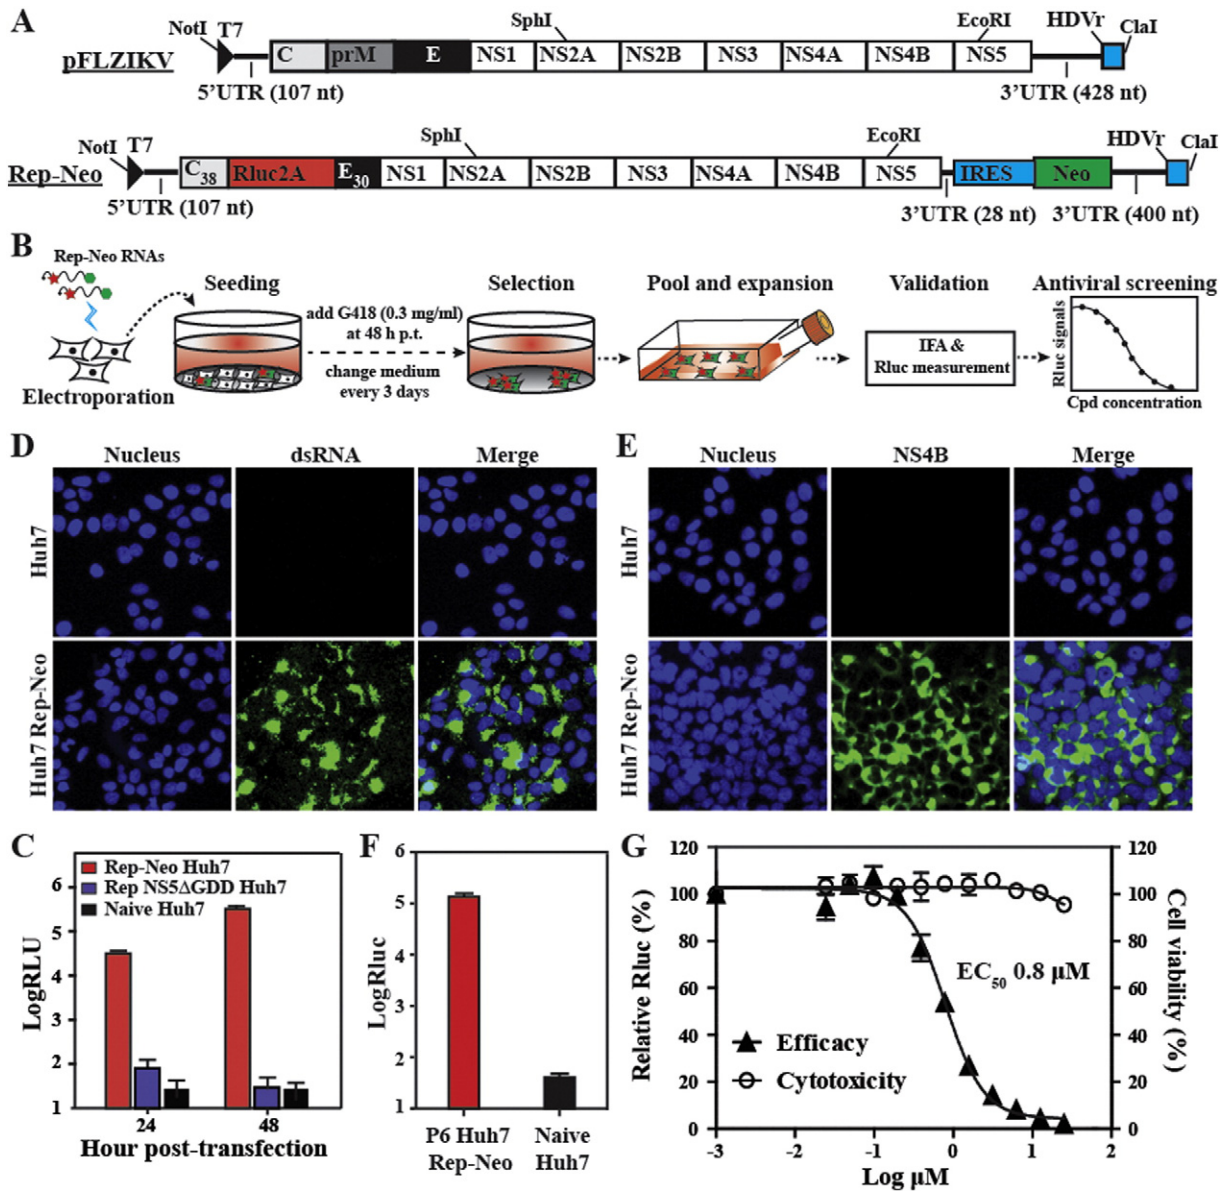 A
NotI T7 SphI EcoRI HDVr ClaI
pFLZIKV C prM E NS1 NS2A NS2B NS3 NS4A NS4B NS5
5'UTR (107 nt) 3'UTR (428 nt)
NotI T7 SphI EcoRI HDVr ClaI
Rep-Neo C38 Rluc2A E30 NS1 NS2A NS2B NS3 NS4A NS4B NS5 IRES Neo
5'UTR (107 nt) 3'UTR (28 nt) 3'UTR (400 nt)
B
Rep-Neo RNAs
Electroporation
Seeding
add G418 (0.3 mg/ml)
at 48 h p.t.
change medium
every 3 days
Selection
Pool and expansion
Validation
IFA &
Rluc measurement
Antiviral screening
Rluc signals
Cpd concentration
D
Nucleus dsRNA Merge
Huh7
Huh7 Rep-Neo
E
Nucleus NS4B Merge
Huh7
Huh7 Rep-Neo
C
Rep-Neo Huh7
Rep NS5ΔGDD Huh7
Naive Huh7
LogRLU
6
5
4
3
2
1
24 48
Hour post-transfection
F
LogRluc
6
5
4
3
2
1
P6 Huh7
Rep-Neo
Naive
Huh7
G
Relative Rluc (%)
120
100
80
60
40
20
0
EC50 0.8 μM
Efficacy
Cytotoxicity
-3 -2 -1 0 1 2
Log μM
120
100
80
60
40
20
0
Cell viability (%)